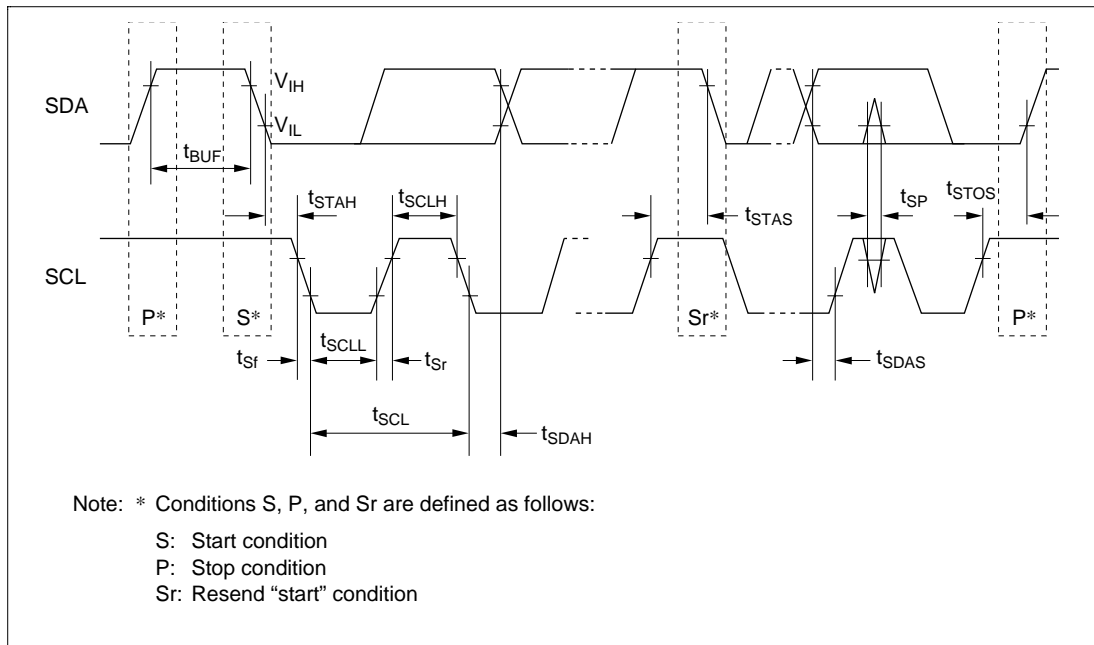 SDA
V_IH
V_IL
t_BUF
t_STAH
t_SCLH
t_STAS
t_SP
t_STOS
SCL
P*
S*
Sr*
P*
t_Sf
t_SCLL
t_Sr
t_SDAS
t_SCL
t_SDAH
Note: * Conditions S, P, and Sr are defined as follows:
S: Start condition
P: Stop condition
Sr: Resend “start” condition